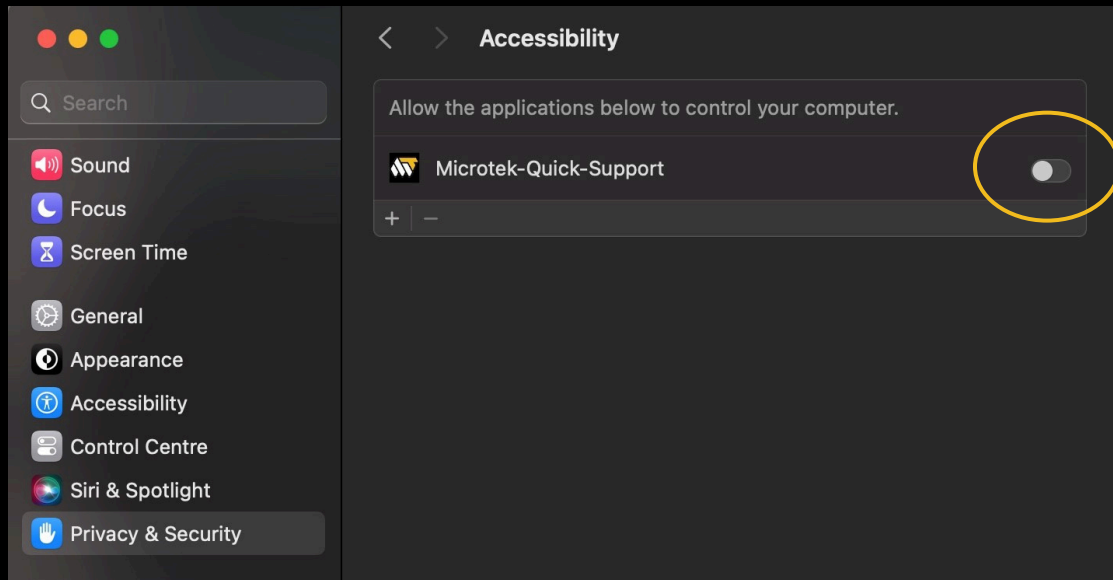 Accessibility
Search
Allow the applications below to control your computer.
Microtek-Quick-Support
+ −
Sound
Focus
Screen Time
General
Appearance
Accessibility
Control Centre
Siri & Spotlight
Privacy & Security